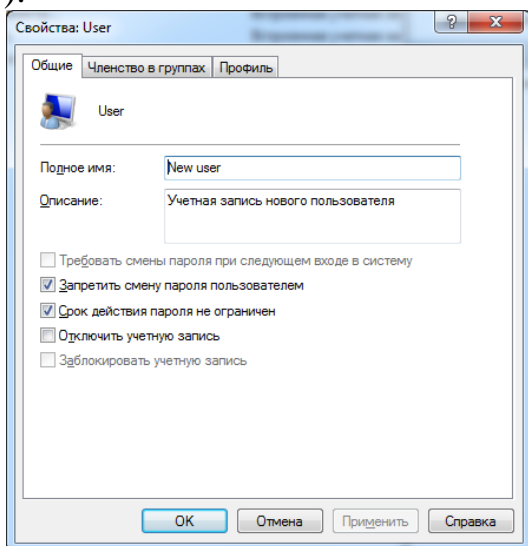 ).
Свойства: User
Общие Членство в группах Профиль
User
Полное имя: New user
Описание: Учетная запись нового пользователя
Требовать смены пароля при следующем входе в систему
Запретить смену пароля пользователем
Срок действия пароля не ограничен
Отключить учетную запись
Заблокировать учетную запись
OK Отмена Применить Справка